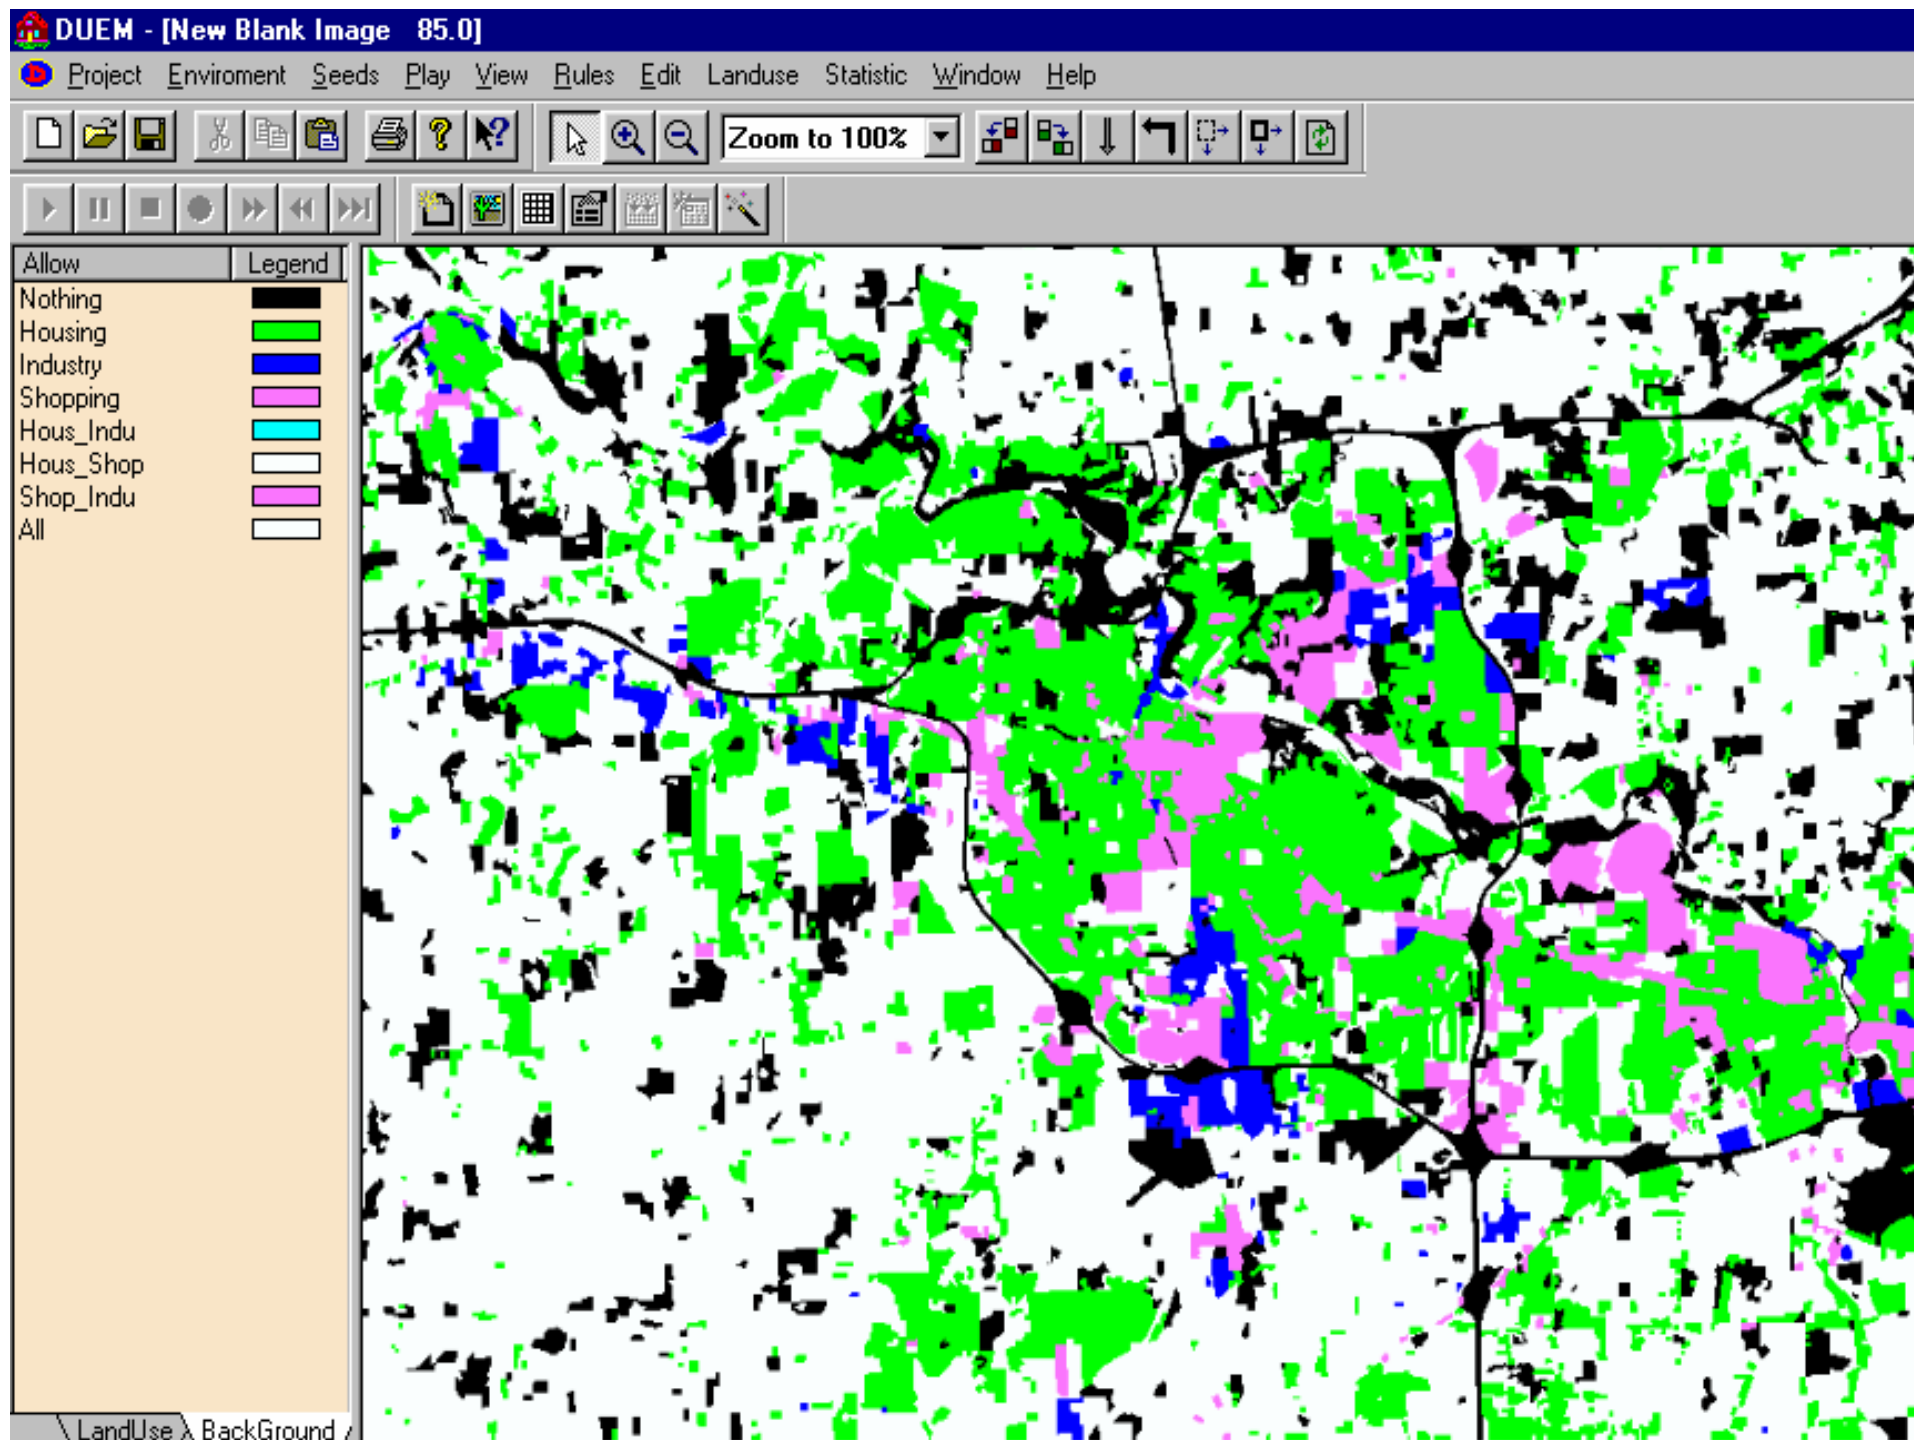 DUEM - [New Blank Image 85.0]
Project Enviroment Seeds Play View Rules Edit Landuse Statistic Window Help
Zoom to 100%
Allow Legend
Nothing
Housing
Industry
Shopping
Hous_Indu
Hous_Shop
Shop_Indu
All
LandUse BackGround